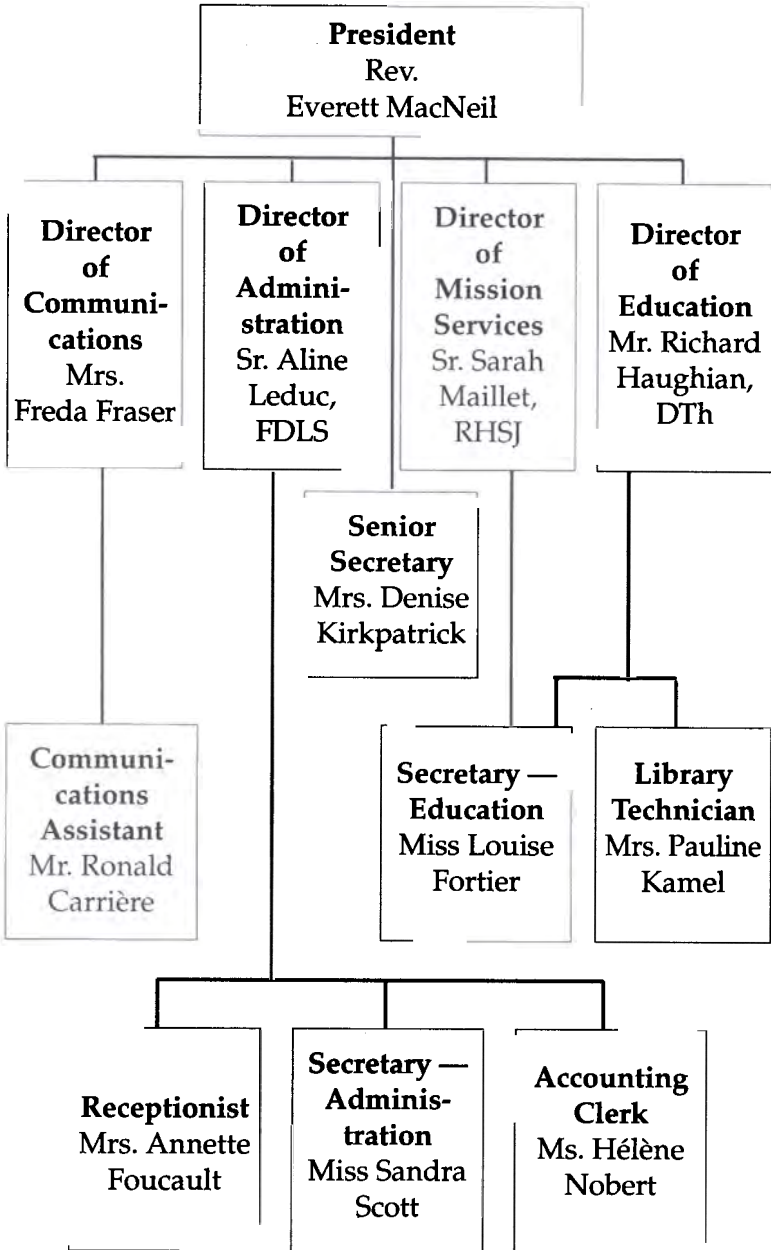 President
Rev.
Everett MacNeil
Director
of
Communi-
cations
Mrs.
Freda Fraser
Director
of
Admini-
stration
Sr. Aline
Leduc,
FDLS
Director
of
Mission
Services
Sr. Sarah
Maillet,
RHSJ
Director
of
Education
Mr. Richard
Haughian,
DTh
Senior
Secretary
Mrs. Denise
Kirkpatrick
Communi-
cations
Assistant
Mr. Ronald
Carrière
Secretary —
Education
Miss Louise
Fortier
Library
Technician
Mrs. Pauline
Kamel
Receptionist
Mrs. Annette
Foucault
Secretary —
Adminis-
tration
Miss Sandra
Scott
Accounting
Clerk
Ms. Hélène
Nobert